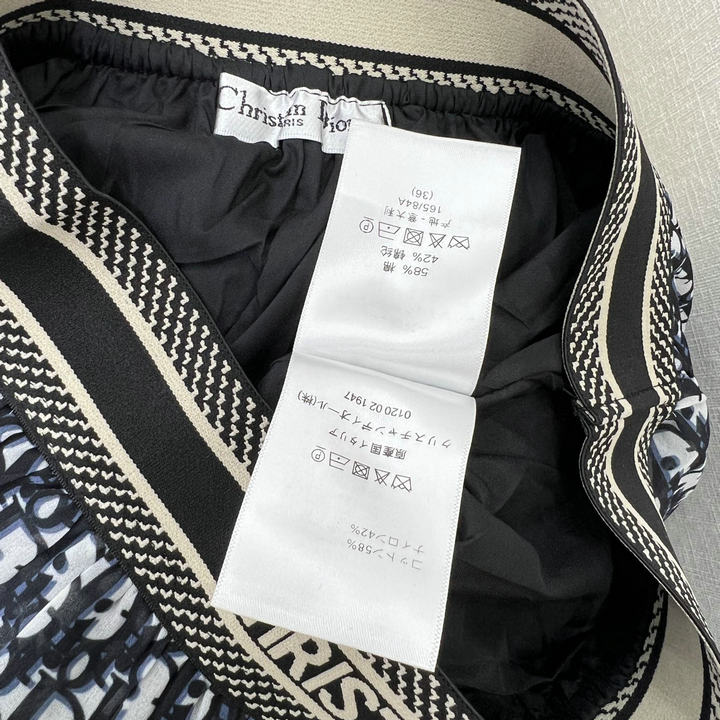 Christian Dior
PARIS
コットン58%
ナイロン42%
原産国イタリア
クリスチャンディオール(株)
0120 02 1947
58% 棉
42% 锦纶
产地 - 意大利
165/84A
(36)
CHRIST